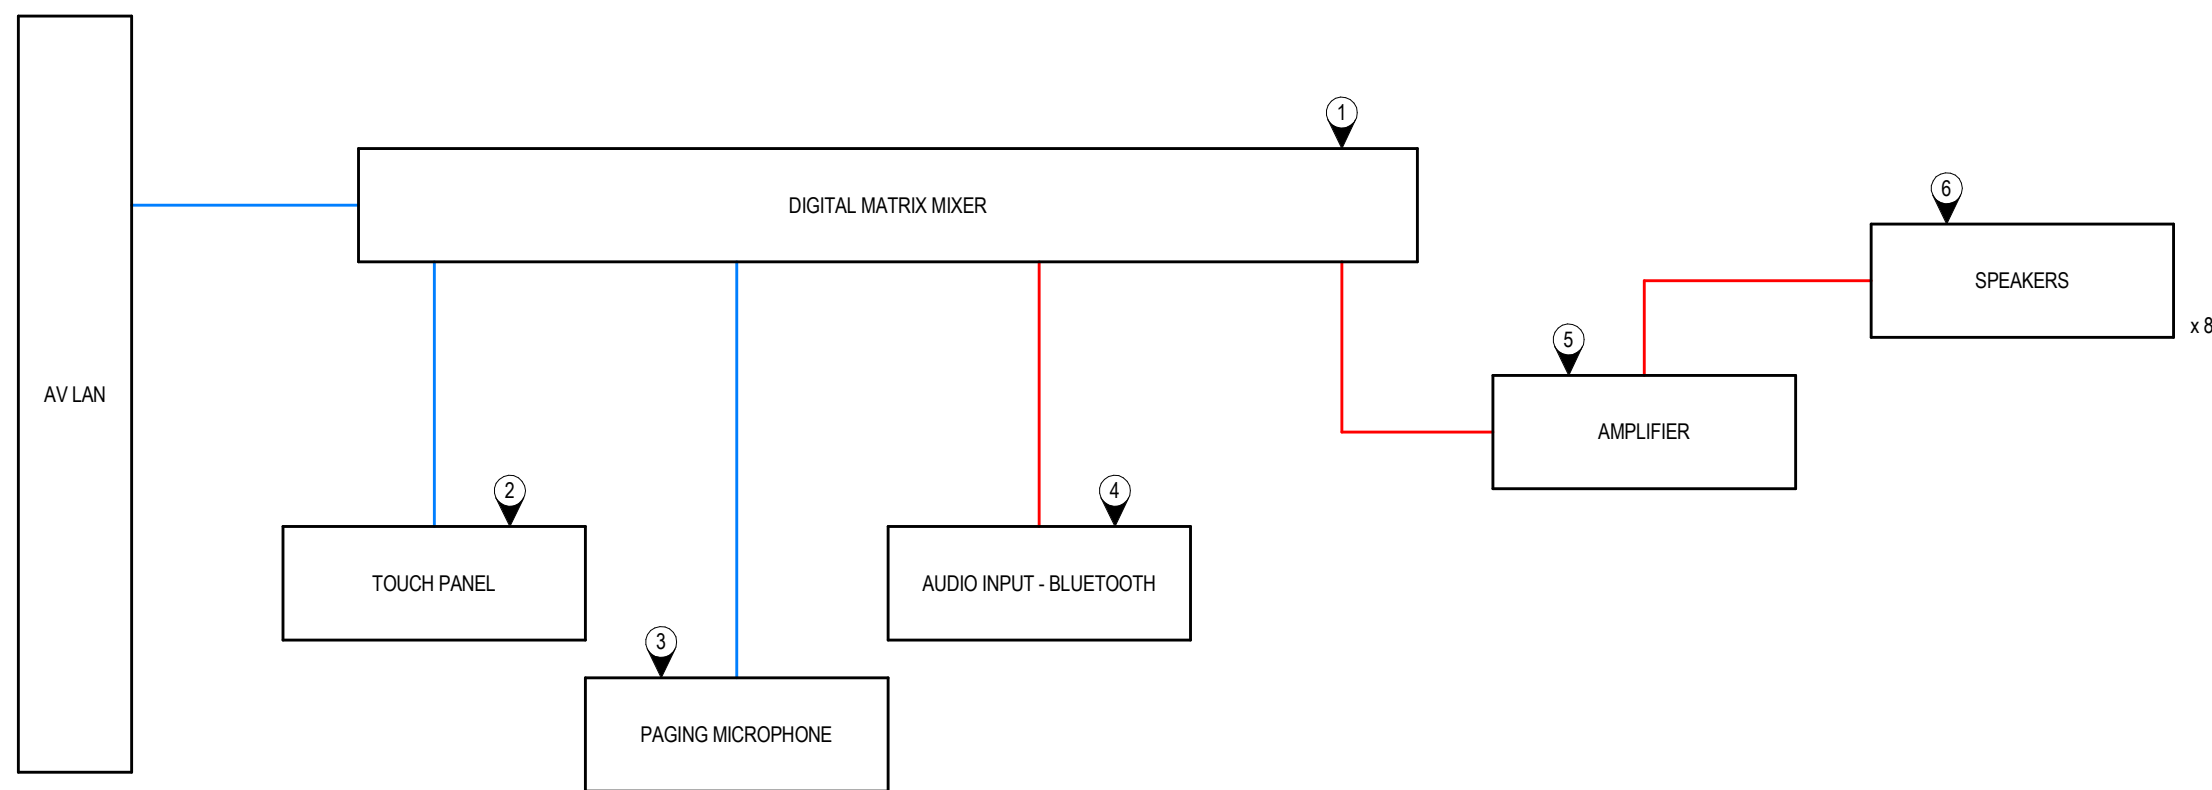 1
DIGITAL MATRIX MIXER
6
SPEAKERS
x 8
5
AV LAN
AMPLIFIER
2
4
TOUCH PANEL
AUDIO INPUT - BLUETOOTH
3
PAGING MICROPHONE